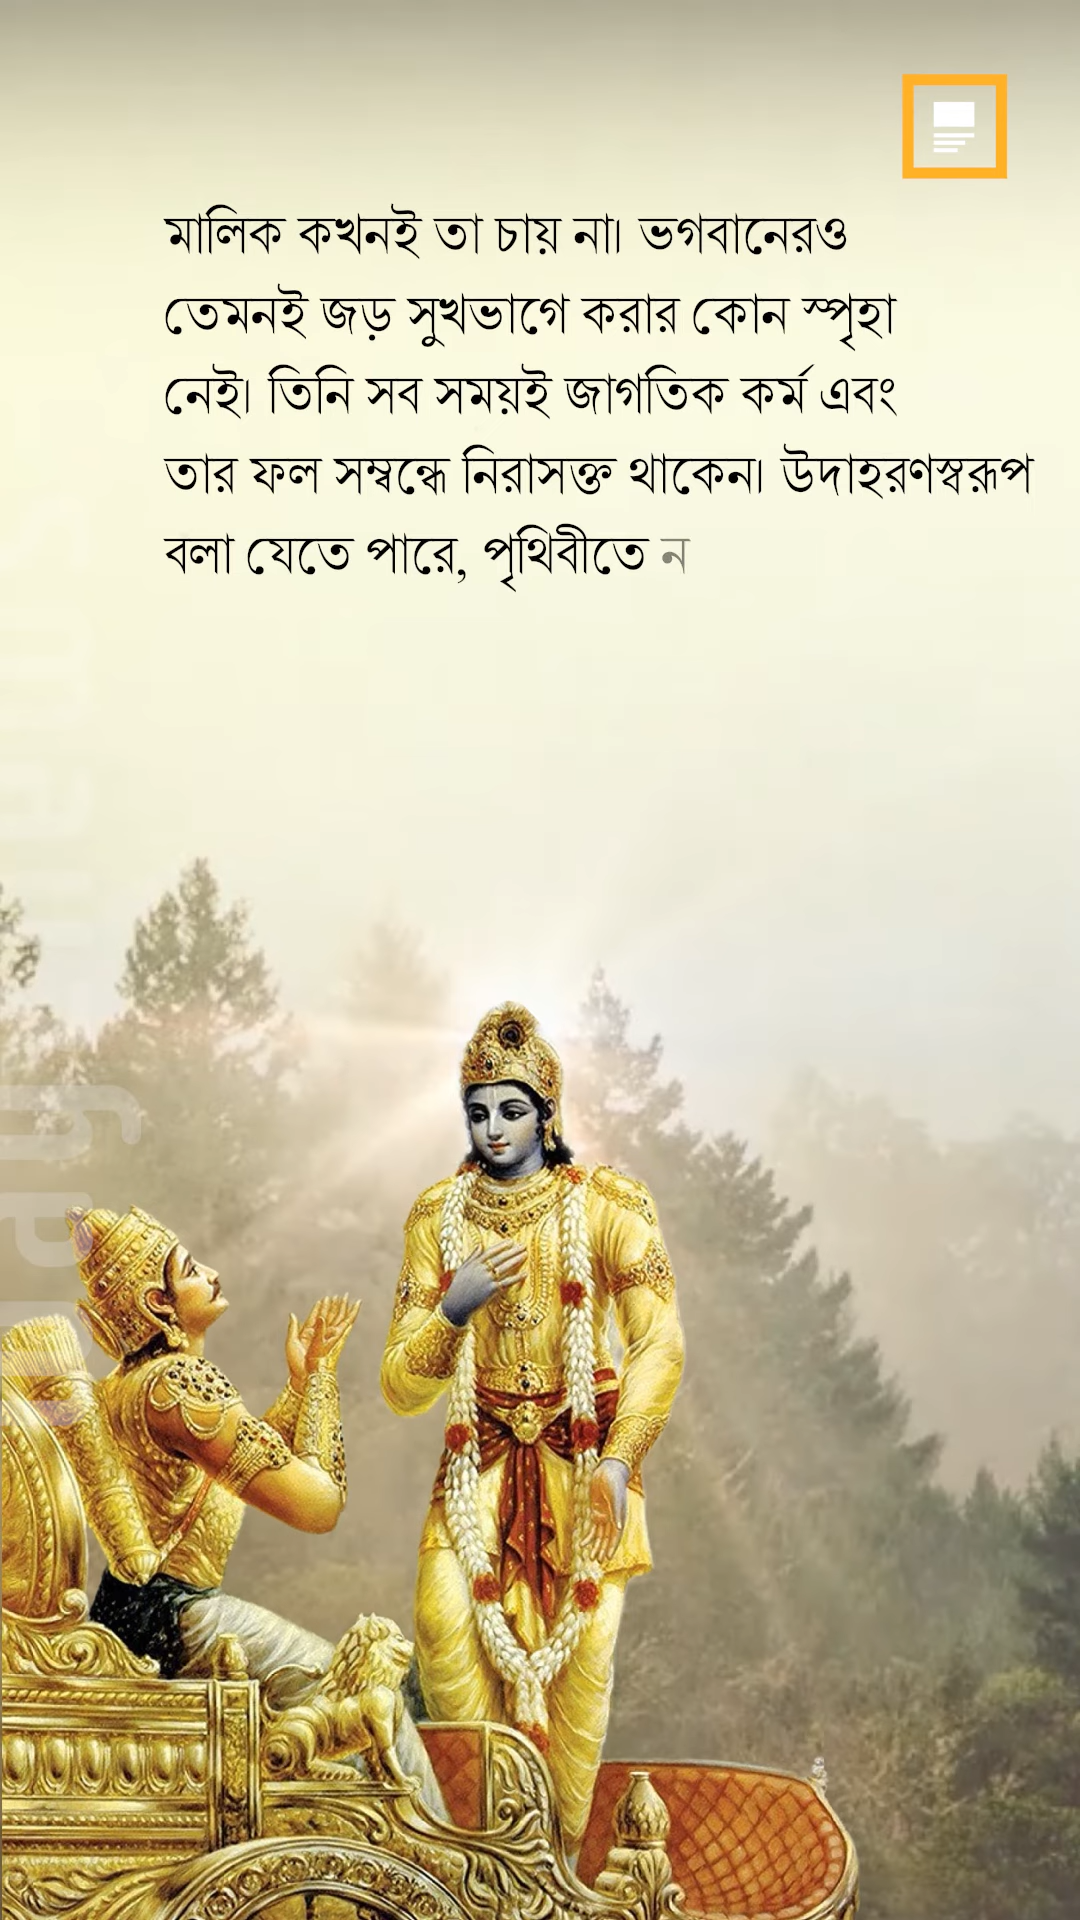 মালিক কখনই তা চায় না। ভগবানেরও
তেমনই জড় সুখভাগে করার কোন স্পৃহা
নেই। তিনি সব সময়ই জাগতিক কর্ম এবং
তার ফল সম্বন্ধে নিরাসক্ত থাকেন। উদাহরণস্বরূপ
বলা যেতে পারে, পৃথিবীতে ন